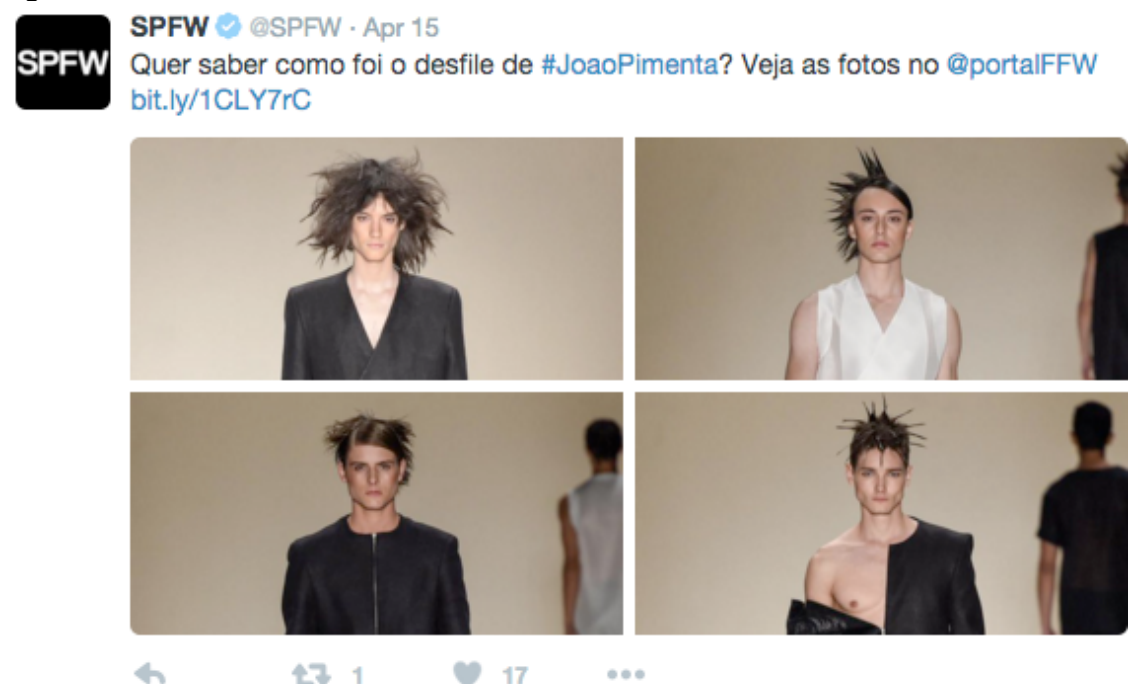 SPFW
SPFW @SPFW · Apr 15
Quer saber como foi o desfile de #JoaoPimenta? Veja as fotos no @portalFFW
bit.ly/1CLY7rC
1 17